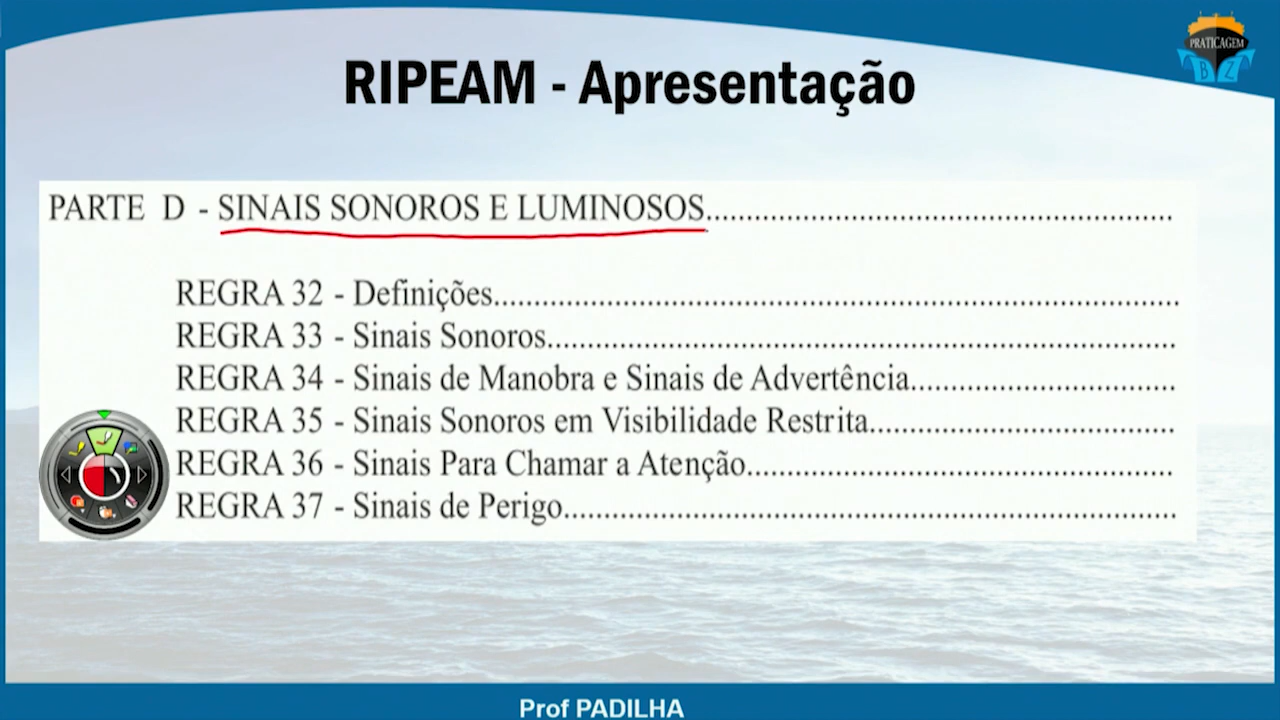 PRATICAGEM
B Z
RIPEAM - Apresentação
PARTE D - SINAIS SONOROS E LUMINOSOS..........................................................
REGRA 32 - Definições.....................................................................................
REGRA 33 - Sinais Sonoros..............................................................................
REGRA 34 - Sinais de Manobra e Sinais de Advertência.................................
REGRA 35 - Sinais Sonoros em Visibilidade Restrita......................................
REGRA 36 - Sinais Para Chamar a Atenção.....................................................
REGRA 37 - Sinais de Perigo............................................................................
Prof PADILHA